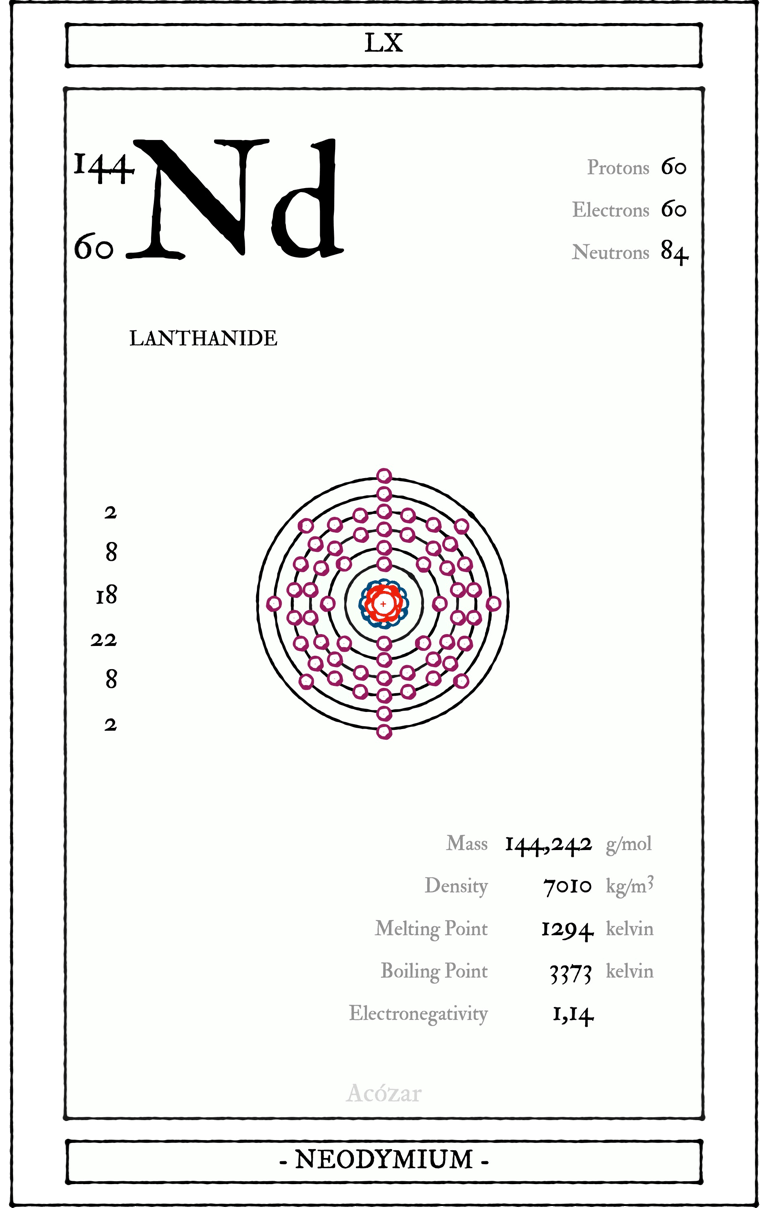 LX
144
Nd
60
Protons 60
Electrons 60
Neutrons 84
LANTHANIDE
2
8
18
22
8
2
+
Mass 144,242 g/mol
Density 7010 kg/m³
Melting Point 1294 kelvin
Boiling Point 3373 kelvin
Electronegativity 1,14
Acózar
- NEODYMIUM -